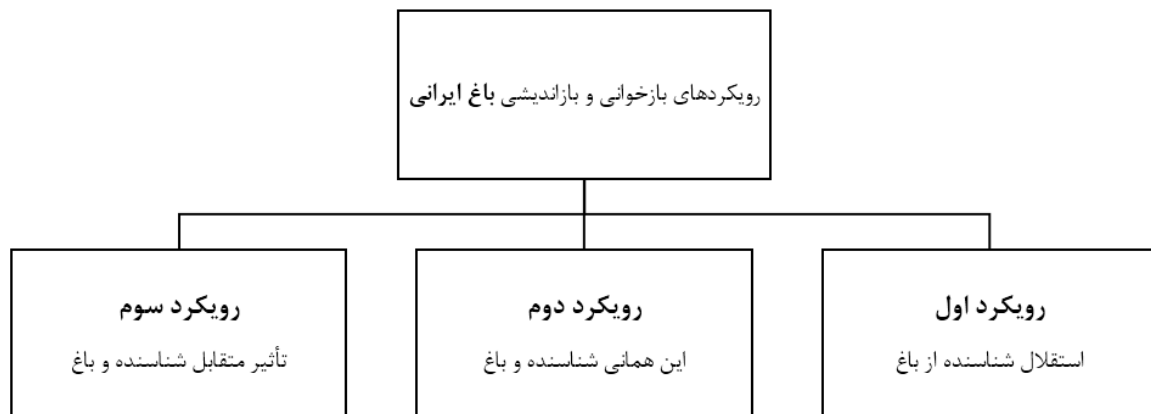 رویکردهای بازخوانی و بازاندیشی باغ ایرانی
رویکرد اول
استقلال شناسنده از باغ
رویکرد دوم
این همانی شناسنده و باغ
رویکرد سوم
تأثیر متقابل شناسنده و باغ